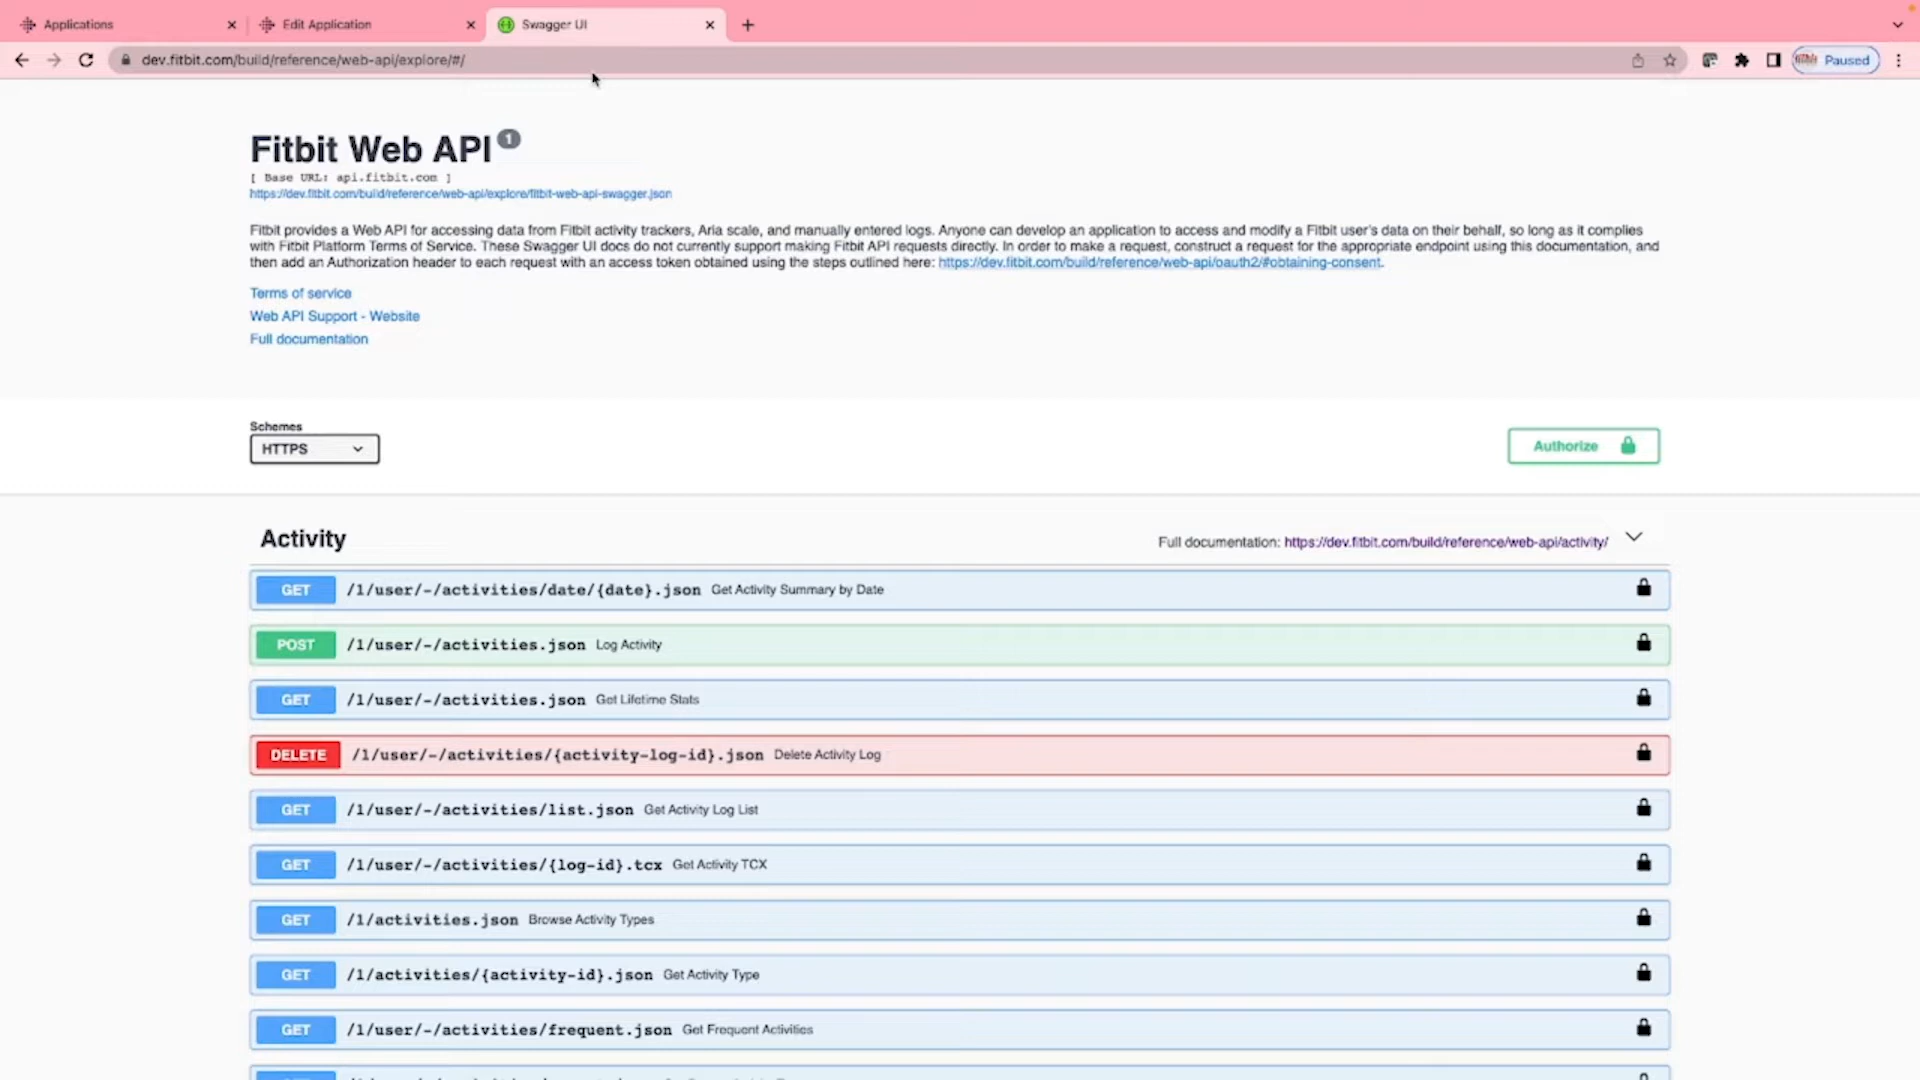 Applications
Edit Application
Swagger UI
dev.fitbit.com/build/reference/web-api/explore/#/
Paused
Fitbit Web API 1
[ Base URL: api.fitbit.com ]
https://dev.fitbit.com/build/reference/web-api/explore/fitbit-web-api-swagger.json
Fitbit provides a Web API for accessing data from Fitbit activity trackers, Aria scale, and manually entered logs. Anyone can develop an application to access and modify a Fitbit user's data on their behalf, so long as it complies
with Fitbit Platform Terms of Service. These Swagger UI docs do not currently support making Fitbit API requests directly. In order to make a request, construct a request for the appropriate endpoint using this documentation, and
then add an Authorization header to each request with an access token obtained using the steps outlined here: https://dev.fitbit.com/build/reference/web-api/oauth2/#obtaining-consent.
Terms of service
Web API Support - Website
Full documentation
Schemes
HTTPS
Authorize
Activity
Full documentation: https://dev.fitbit.com/build/reference/web-api/activity/
GET /1/user/-/activities/date/{date}.json Get Activity Summary by Date
POST /1/user/-/activities.json Log Activity
GET /1/user/-/activities.json Get Lifetime Stats
DELETE /1/user/-/activities/{activity-log-id}.json Delete Activity Log
GET /1/user/-/activities/list.json Get Activity Log List
GET /1/user/-/activities/{log-id}.tcx Get Activity TCX
GET /1/activities.json Browse Activity Types
GET /1/activities/{activity-id}.json Get Activity Type
GET /1/user/-/activities/frequent.json Get Frequent Activities